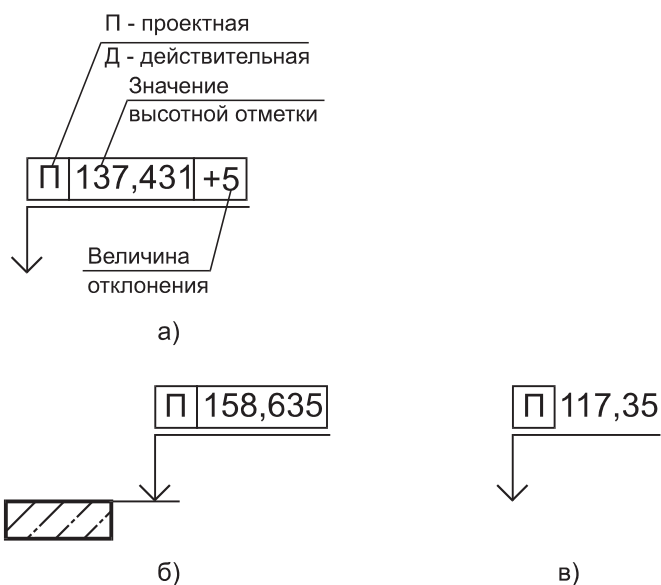 П - проектная
Д - действительная
Значение
высотной отметки
П 137,431 +5
Величина
отклонения
а)
П 158,635
П 117,35
б)
в)